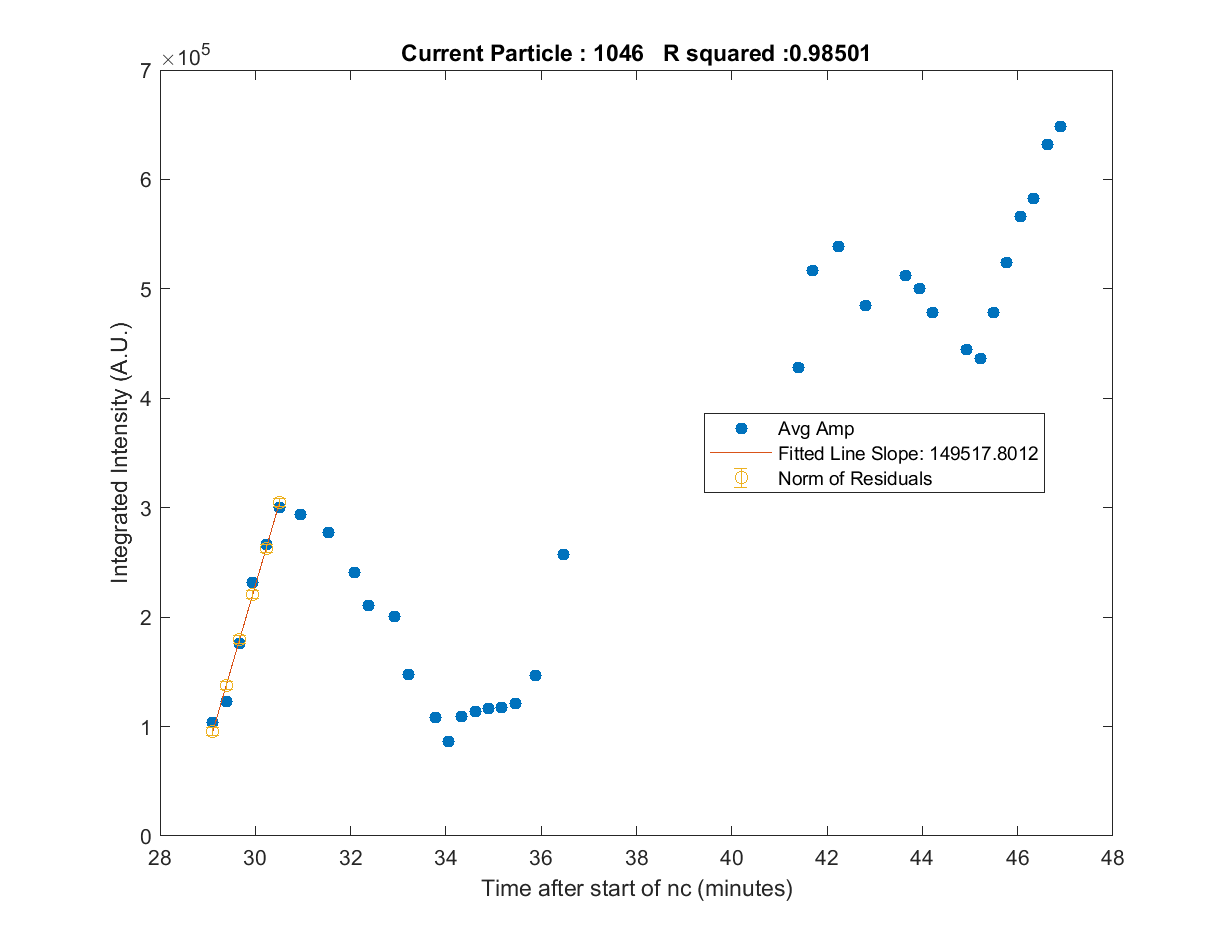 Current Particle : 1046 R squared :0.98501
×10^5
7
6
5
4
3
2
1
0
Integrated Intensity (A.U.)
Avg Amp
Fitted Line Slope: 149517.8012
Norm of Residuals
28 30 32 34 36 38 40 42 44 46 48
Time after start of nc (minutes)